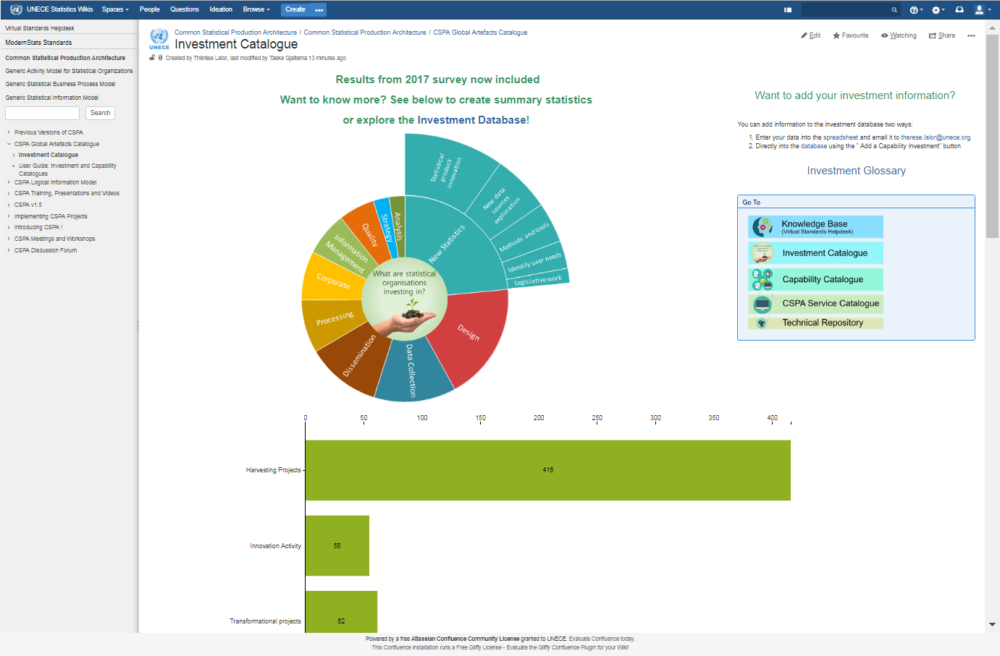 UNECE Statistics Wikis Spaces People Questions Ideation Browse Create
Virtual Standards Helpdesk
ModernStats Standards
Common Statistical Production Architecture
Generic Activity Model for Statistical Organizations
Generic Statistical Business Process Model
Generic Statistical Information Model
Search
Previous Versions of CSPA
CSPA Global Artefacts Catalogue
Investment Catalogue
User Guide: Investment and Capability
Catalogues
CSPA Logical Information Model
CSPA Training, Presentations and Videos
CSPA v1.5
Implementing CSPA Projects
Introducing CSPA !
CSPA Meetings and Workshops
CSPA Discussion Forum
UNECE
Common Statistical Production Architecture / Common Statistical Production Architecture / CSPA Global Artefacts Catalogue
Investment Catalogue
Created by Thérèse Lalor, last modified by Taeke Gjaltema 13 minutes ago
Edit Favourite Watching Share
Results from 2017 survey now included
Want to know more? See below to create summary statistics
or explore the Investment Database!
Statistical
product
innovation
New data
sources
exploration
Methods and tools
Identify user needs
Legislative work
New Statistics
Analysis
Strategy
Quality
Information
Management
Corporate
Processing
Dissemination
Data Collection
Design
What are statistical
organisations
investing in?
Want to add your investment information?
You can add information to the investment database two ways:
1. Enter your data into the spreadsheet and email it to therese.lalor@unece.org
2. Directly into the database using the " Add a Capability Investment" button
Investment Glossary
Go To
Knowledge Base
(Virtual Standards Helpdesk)
Investment Catalogue
Capability Catalogue
CSPA Service Catalogue
Technical Repository
0 50 100 150 200 250 300 350 400
Harvesting Projects 416
Innovation Activity 55
Transformational projects 62
Powered by a free Atlassian Confluence Community License granted to UNECE. Evaluate Confluence today.
This Confluence installation runs a Free Gliffy License - Evaluate the Gliffy Confluence Plugin for your Wiki!